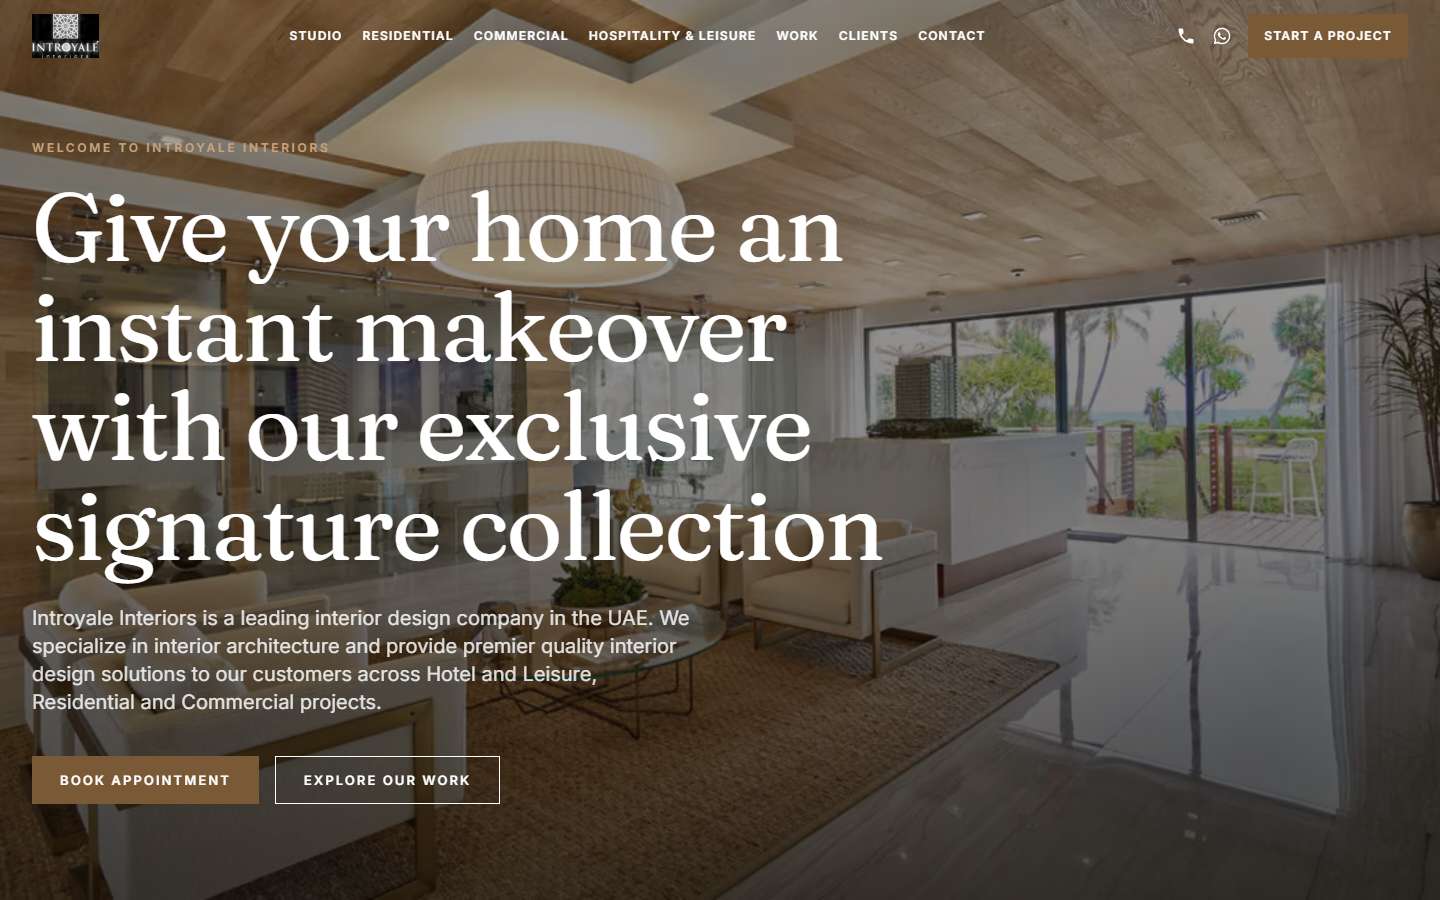 INTROYALE
interiors
STUDIO RESIDENTIAL COMMERCIAL HOSPITALITY & LEISURE WORK CLIENTS CONTACT
START A PROJECT
WELCOME TO INTROYALE INTERIORS
Give your home an
instant makeover
with our exclusive
signature collection
Introyale Interiors is a leading interior design company in the UAE. We
specialize in interior architecture and provide premier quality interior
design solutions to our customers across Hotel and Leisure,
Residential and Commercial projects.
BOOK APPOINTMENT
EXPLORE OUR WORK